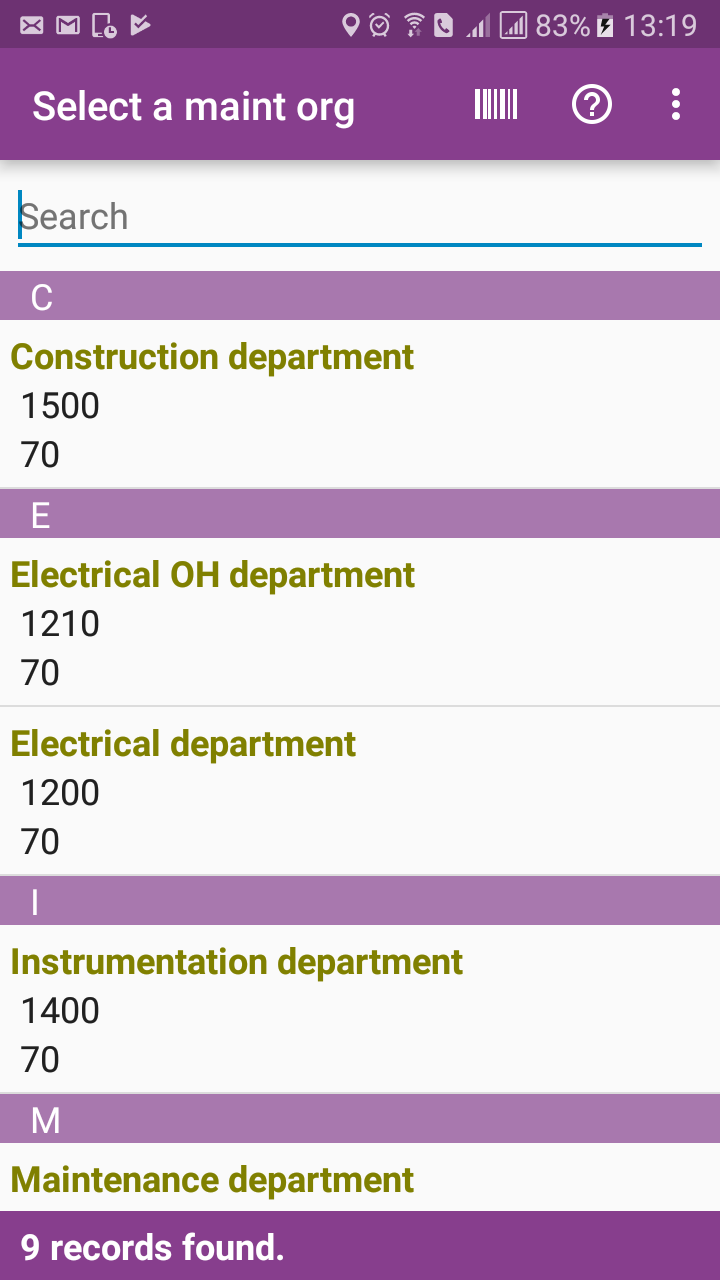 83% 13:19
Select a maint org
Search
C
Construction department
1500
70
E
Electrical OH department
1210
70
Electrical department
1200
70
I
Instrumentation department
1400
70
M
Maintenance department
9 records found.